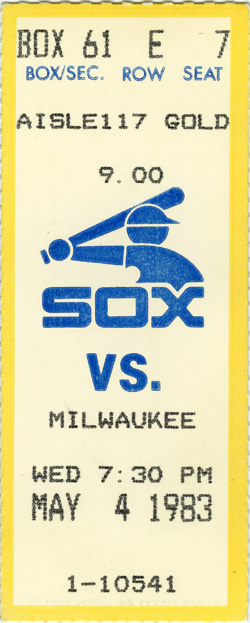 BOX 61 E 7
BOX/SEC. ROW SEAT
AISLE117 GOLD
9.00
SOX
VS.
MILWAUKEE
WED 7:30 PM
MAY 4 1983
1-10541